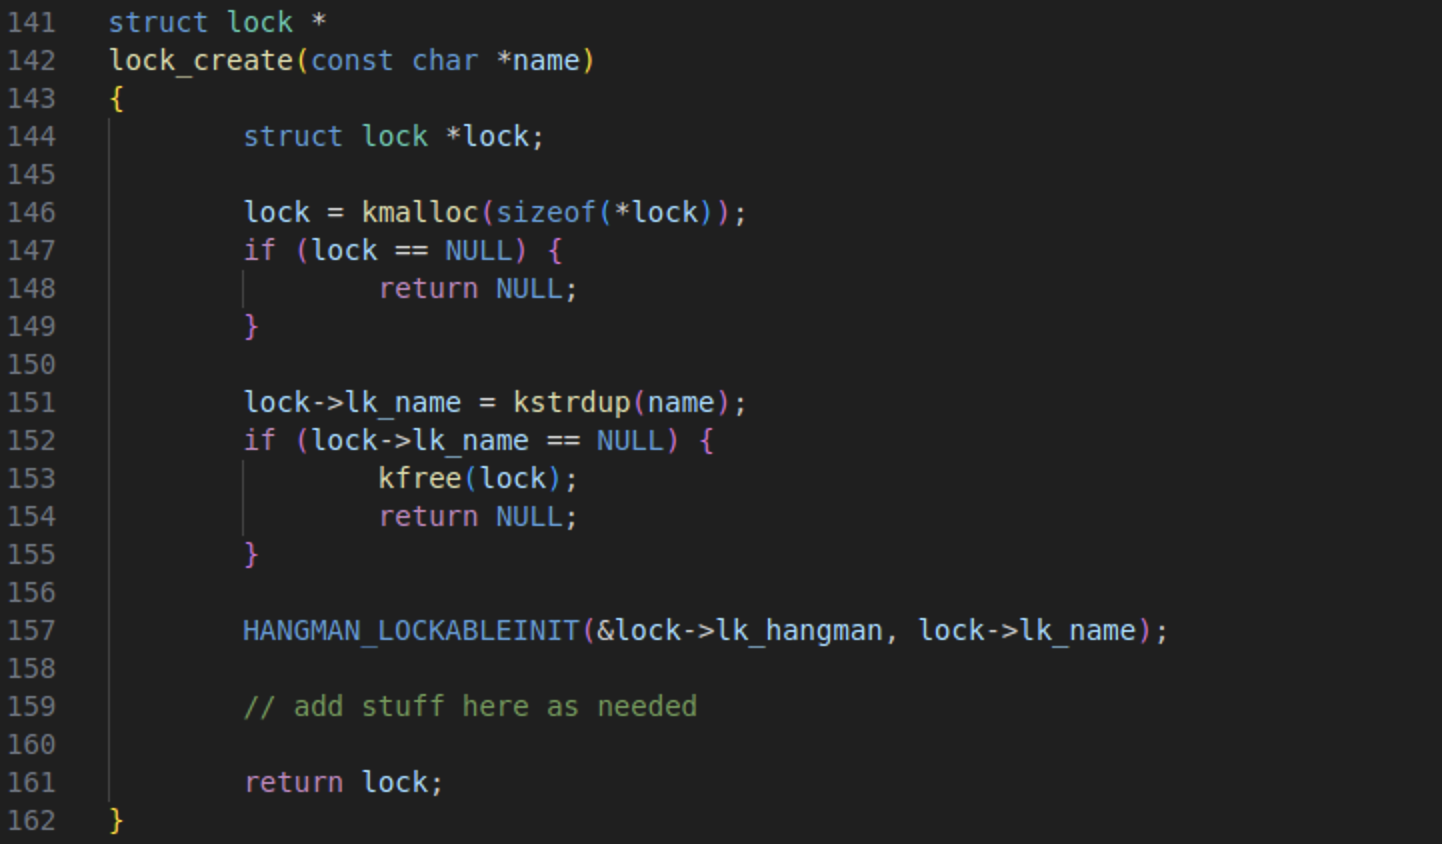 141 struct lock *
142 lock_create(const char *name)
143 {
144         struct lock *lock;
145
146         lock = kmalloc(sizeof(*lock));
147         if (lock == NULL) {
148                 return NULL;
149         }
150
151         lock->lk_name = kstrdup(name);
152         if (lock->lk_name == NULL) {
153                 kfree(lock);
154                 return NULL;
155         }
156
157         HANGMAN_LOCKABLEINIT(&lock->lk_hangman, lock->lk_name);
158
159         // add stuff here as needed
160
161         return lock;
162 }